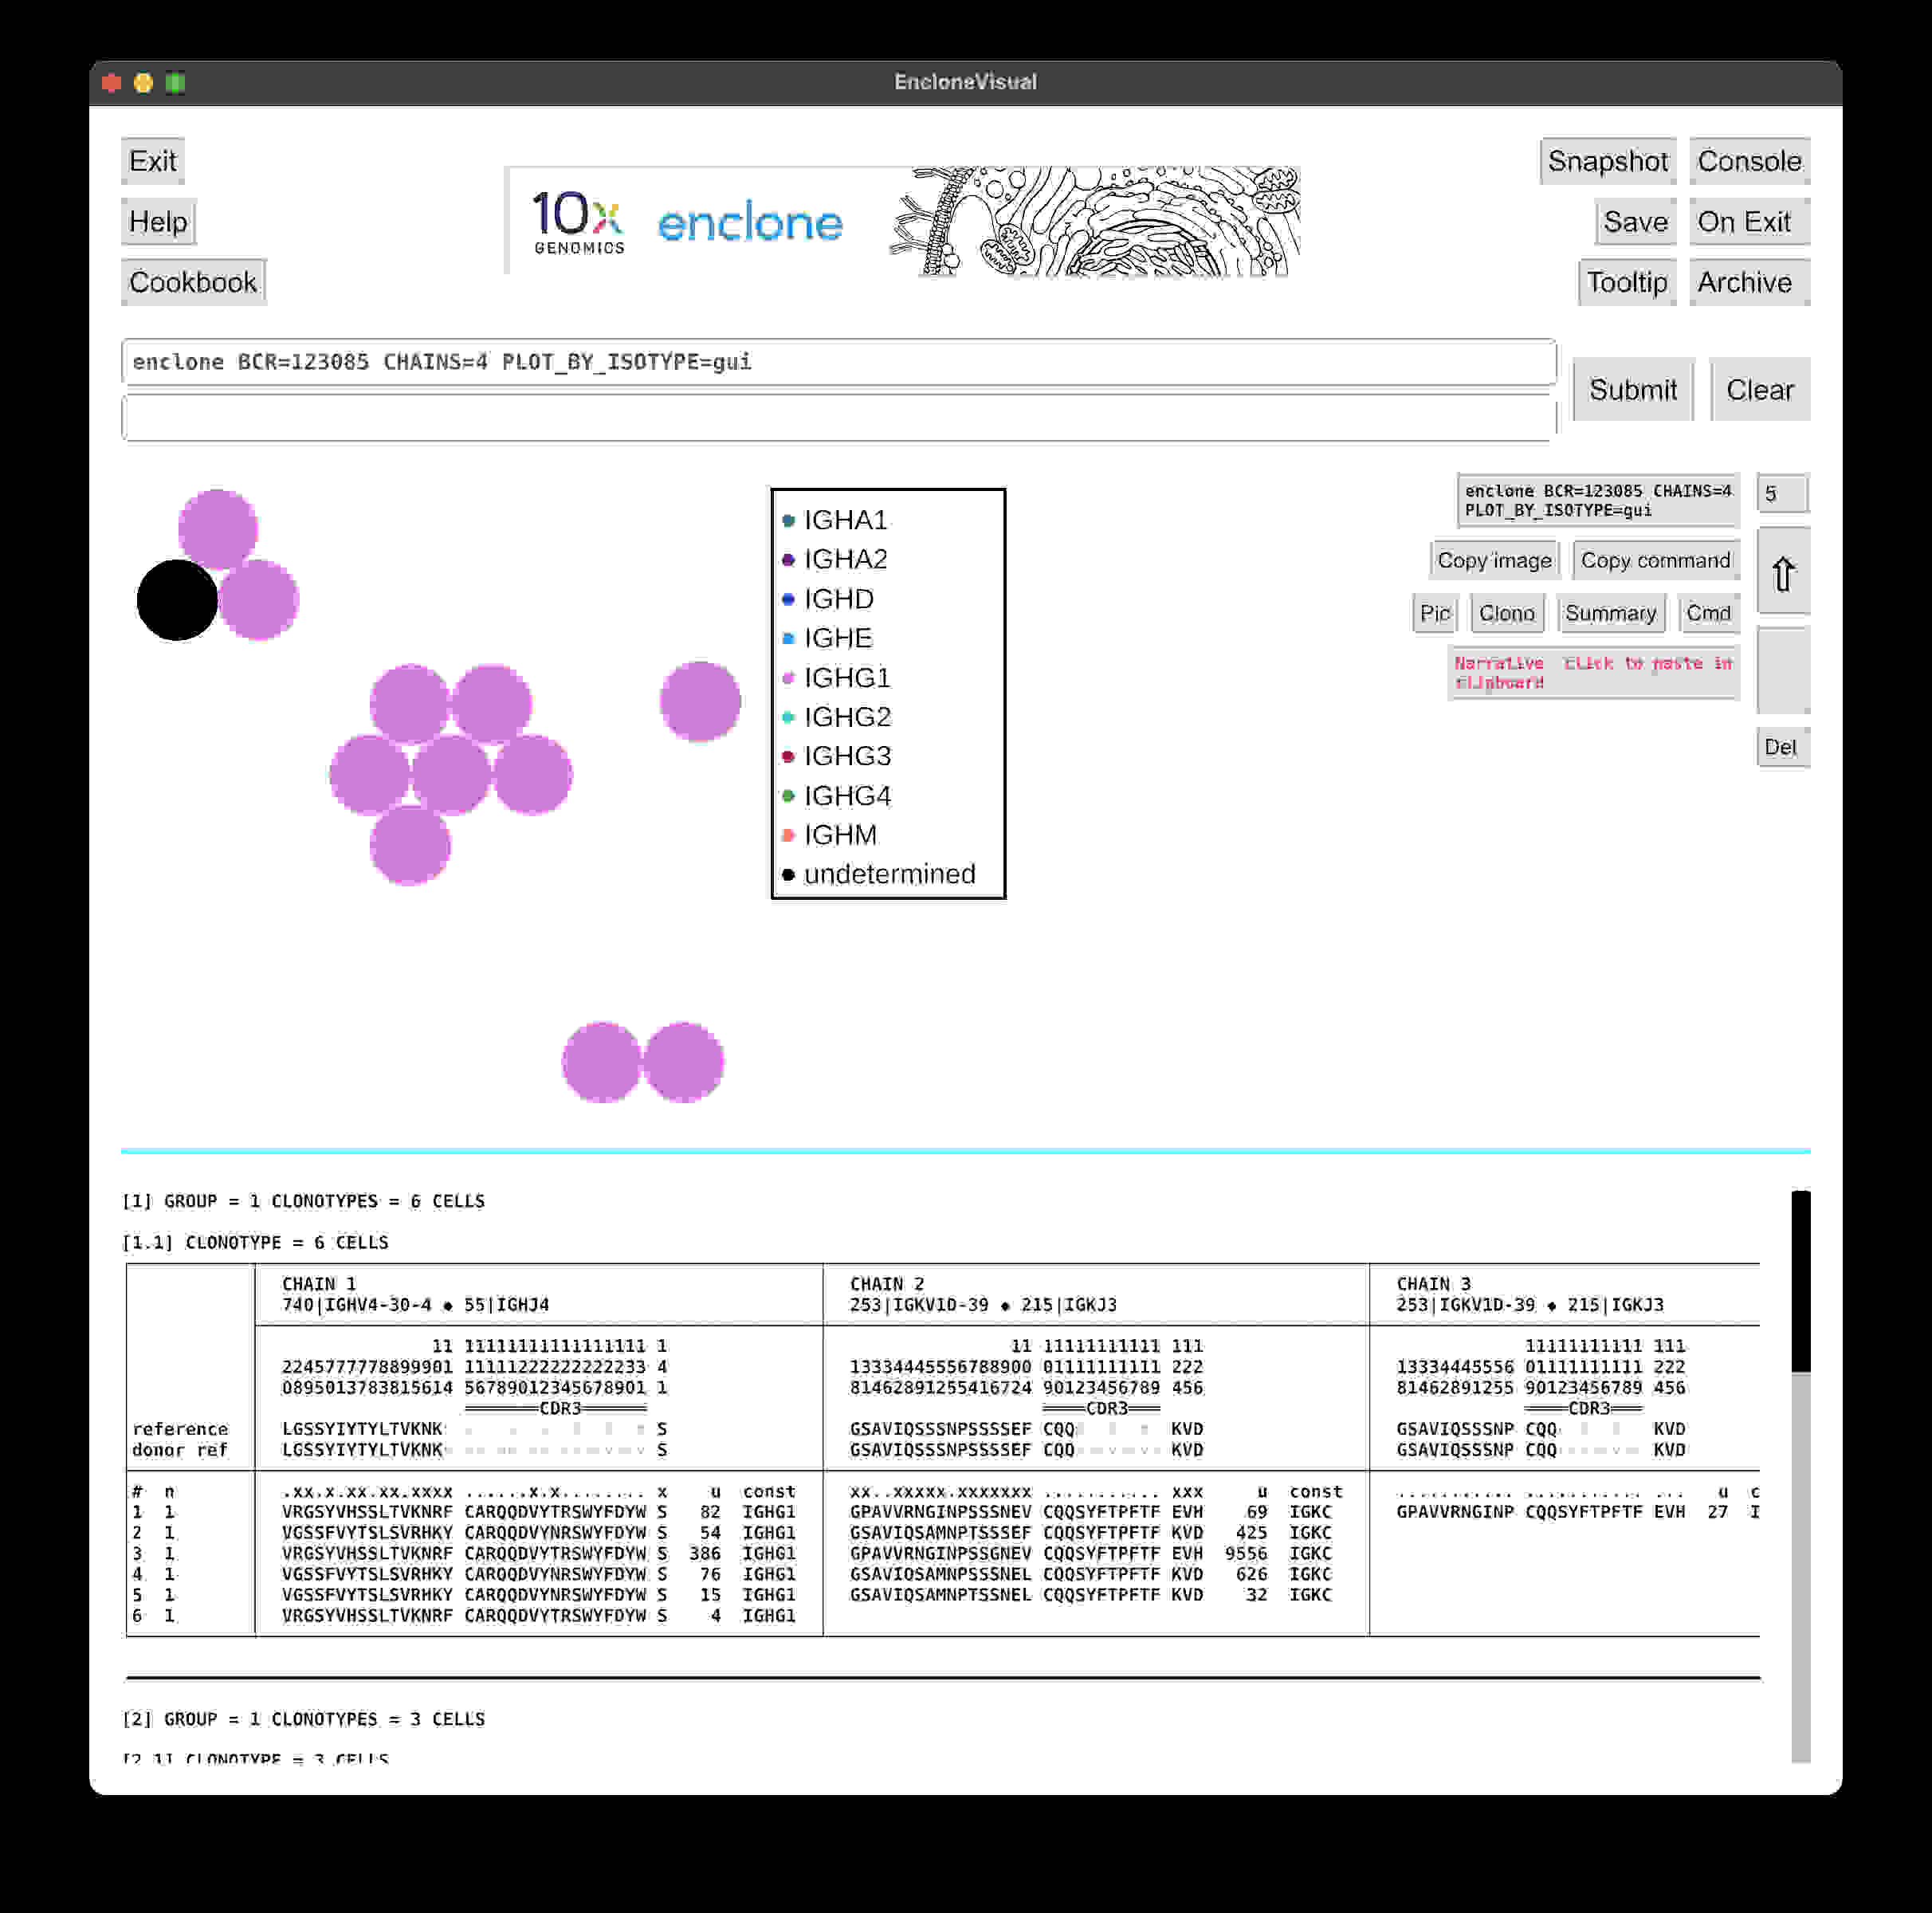 EncloneVisual
Exit
Help
Cookbook
10x
GENOMICS
enclone
Snapshot
Console
Save
On Exit
Tooltip
Archive
enclone BCR=123085 CHAINS=4 PLOT_BY_ISOTYPE=gui
Submit
Clear
IGHA1
IGHA2
IGHD
IGHE
IGHG1
IGHG2
IGHG3
IGHG4
IGHM
undetermined
enclone BCR=123085 CHAINS=4
PLOT_BY_ISOTYPE=gui
5
Copy image
Copy command
⇧
Pic
Clono
Summary
Cmd
Narrative click to paste in
clipboard
Del
[1] GROUP = 1 CLONOTYPES = 6 CELLS
[1.1] CLONOTYPE = 6 CELLS
CHAIN 1 CHAIN 2 CHAIN 3
740|IGHV4-30-4 ◆ 55|IGHJ4 253|IGKV1D-39 ◆ 215|IGKJ3 253|IGKV1D-39 ◆ 215|IGKJ3
11 11111111111111111 1 11 11111111111 111 11111111111 111
2245777778899901 11111222222222233 4 13334445556788900 01111111111 222 13334445556 01111111111 222
0895013783815614 56789012345678901 1 81462891255416724 90123456789 456 81462891255 90123456789 456
═══════CDR3══════ ════CDR3═══ ════CDR3═══
reference LGSSYIYTYLTVKNK S GSAVIQSSSNPSSSSEF CQQ KVD GSAVIQSSSNP CQQ KVD
donor ref LGSSYIYTYLTVKNK S GSAVIQSSSNPSSSSEF CQQ KVD GSAVIQSSSNP CQQ KVD
# n .xx.x.xx.xx.xxxx ......x.x........ x u const xx..xxxxx.xxxxxxx ........... xxx u const ........... ........... ... u c
1 1 VRGSYVHSSLTVKNRF CARQQDVYTRSWYFDYW S 82 IGHG1 GPAVVRNGINPSSSNEV CQQSYFTPFTF EVH 69 IGKC GPAVVRNGINP CQQSYFTPFTF EVH 27 I
2 1 VGSSFVYTSLSVRHKY CARQQDVYNRSWYFDYW S 54 IGHG1 GSAVIQSAMNPTSSSEF CQQSYFTPFTF KVD 425 IGKC
3 1 VRGSYVHSSLTVKNRF CARQQDVYTRSWYFDYW S 386 IGHG1 GPAVVRNGINPSSGNEV CQQSYFTPFTF EVH 9556 IGKC
4 1 VGSSFVYTSLSVRHKY CARQQDVYNRSWYFDYW S 76 IGHG1 GSAVIQSAMNPTSSNEL CQQSYFTPFTF KVD 626 IGKC
5 1 VGSSFVYTSLSVRHKY CARQQDVYNRSWYFDYW S 15 IGHG1 GSAVIQSAMNPTSSNEL CQQSYFTPFTF KVD 32 IGKC
6 1 VRGSYVHSSLTVKNRF CARQQDVYTRSWYFDYW S 4 IGHG1
[2] GROUP = 1 CLONOTYPES = 3 CELLS
[2.1] CLONOTYPE = 3 CELLS